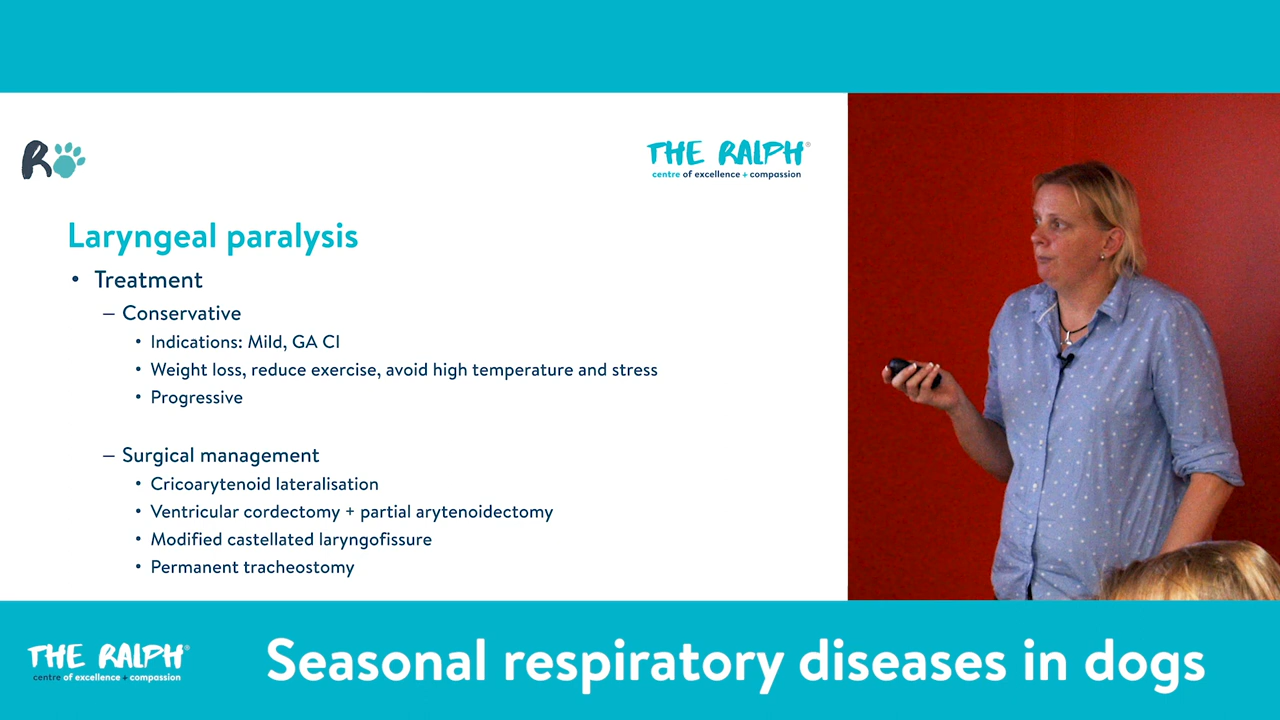 R
THE RALPH®
centre of excellence + compassion
Laryngeal paralysis
• Treatment
– Conservative
• Indications: Mild, GA CI
• Weight loss, reduce exercise, avoid high temperature and stress
• Progressive
– Surgical management
• Cricoarytenoid lateralisation
• Ventricular cordectomy + partial arytenoidectomy
• Modified castellated laryngofissure
• Permanent tracheostomy
THE RALPH®
centre of excellence + compassion
Seasonal respiratory diseases in dogs